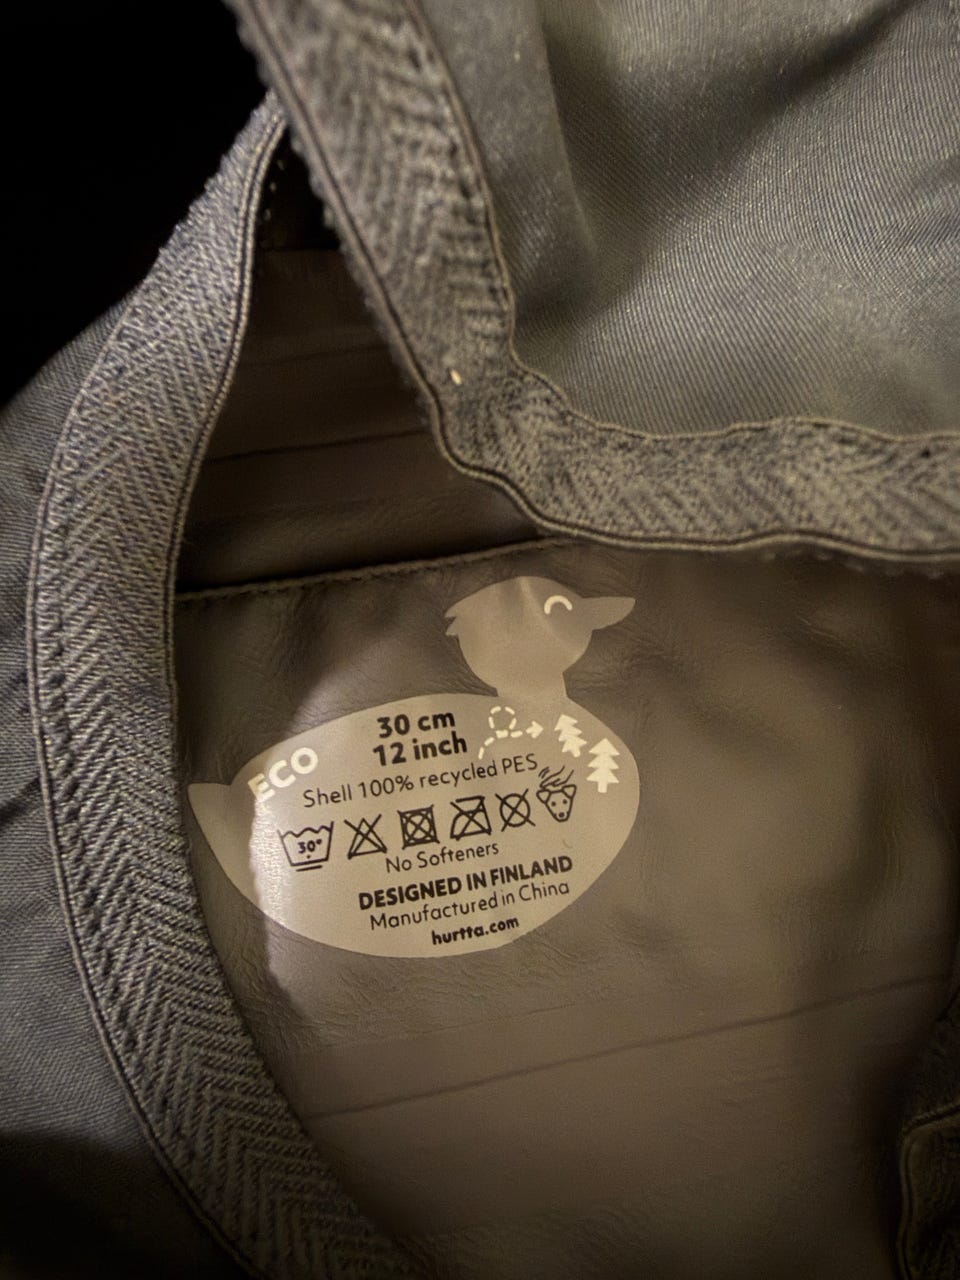 30 cm
12 inch
ECO
Shell 100% recycled PES
30°
No Softeners
DESIGNED IN FINLAND
Manufactured in China
hurtta.com